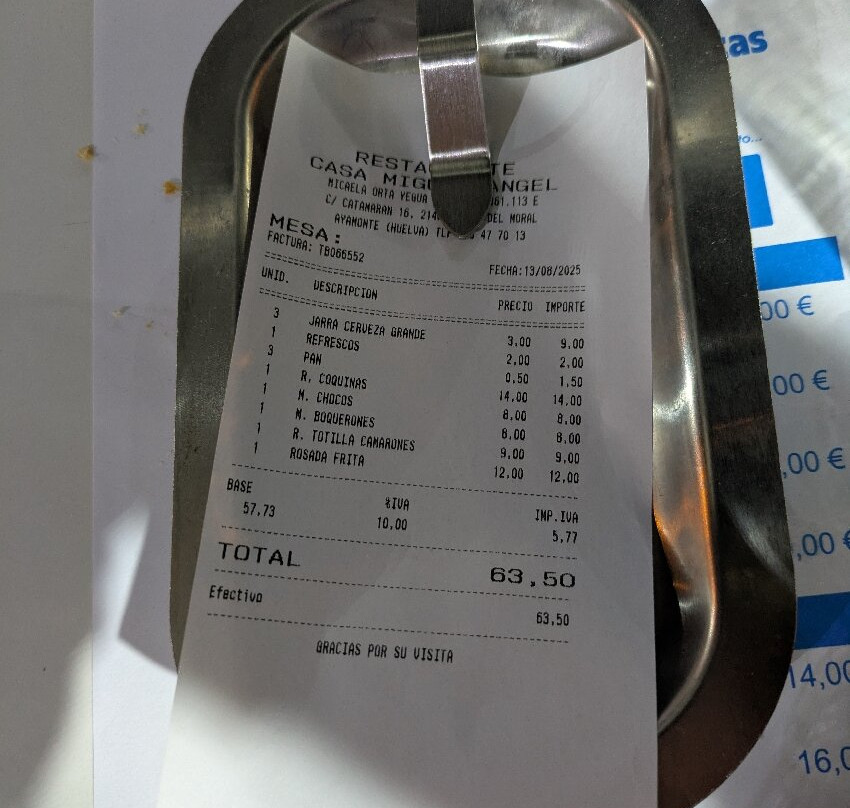 RESTA TE
CASA MIGU ANGEL
MICAELA ORTA YEGUA 061.113 E
C/ CATAMARAN 16, 214 DEL MORAL
AYAMONTE (HUELVA) TLF 47 70 13
MESA:
FACTURA: TB066552 FECHA:13/08/2025
UNID. DESCRIPCION PRECIO IMPORTE
3 JARRA CERVEZA GRANDE 3,00 9,00
1 REFRESCOS 2,00 2,00
3 PAN 0,50 1,50
1 R. COQUINAS 14,00 14,00
1 M. CHOCOS 8,00 8,00
1 M. BOQUERONES 8,00 8,00
1 R. TOTILLA CAMARONES 9,00 9,00
1 ROSADA FRITA 12,00 12,00
BASE %IVA IMP.IVA
57,73 10,00 5,77
TOTAL 63,50
Efectivo 63,50
GRACIAS POR SU VISITA
as
00 €
00 €
,00 €
,00 €
14,00
16,0